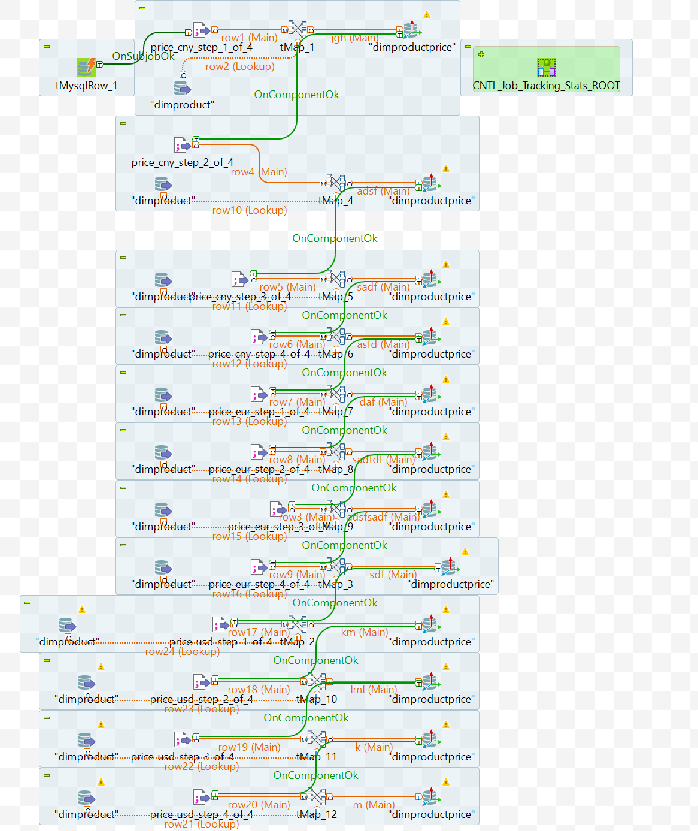 row1 (Main)
jgh (Main)
OnSubjobOk
price_cny_step_1_of_4
tMap_1
"dimproductprice"
row2 (Lookup)
tMysqlRow_1
CNTL_Job_Tracking_Stats_ROOT
OnComponentOk
"dimproduct"
price_cny_step_2_of_4
row4 (Main)
adsf (Main)
"dimproduct"
tMap_4
"dimproductprice"
row10 (Lookup)
OnComponentOk
row5 (Main)
sadf (Main)
"dimproduct"
price_cny_step_3_of_4
tMap_5
"dimproductprice"
row11 (Lookup)
OnComponentOk
row6 (Main)
asfd (Main)
"dimproduct"
price_cny_step_4_of_4
tMap_6
"dimproductprice"
row12 (Lookup)
OnComponentOk
row7 (Main)
daf (Main)
"dimproduct"
price_eur_step_1_of_4
tMap_7
"dimproductprice"
row13 (Lookup)
OnComponentOk
row8 (Main)
(Main)
"dimproduct"
price_eur_step_2_of_4
tMap_8
"dimproductprice"
row14 (Lookup)
OnComponentOk
row3 (Main)
adsfsadf (Main)
"dimproduct"
price_eur_step_3_of_4
tMap_9
"dimproductprice"
row15 (Lookup)
OnComponentOk
row9 (Main)
sdf (Main)
"dimproduct"
price_eur_step_4_of_4
tMap_3
"dimproductprice"
row16 (Lookup)
OnComponentOk
row17 (Main)
km (Main)
"dimproduct"
price_usd_step_1_of_4
tMap_2
"dimproductprice"
row24 (Lookup)
OnComponentOk
row18 (Main)
(Main)
"dimproduct"
price_usd_step_2_of_4
tMap_10
"dimproductprice"
row23 (Lookup)
OnComponentOk
row19 (Main)
k (Main)
"dimproduct"
price_usd_step_3_of_4
tMap_11
"dimproductprice"
row22 (Lookup)
OnComponentOk
row20 (Main)
m (Main)
"dimproduct"
price_usd_step_4_of_4
tMap_12
"dimproductprice"
row21 (Lookup)